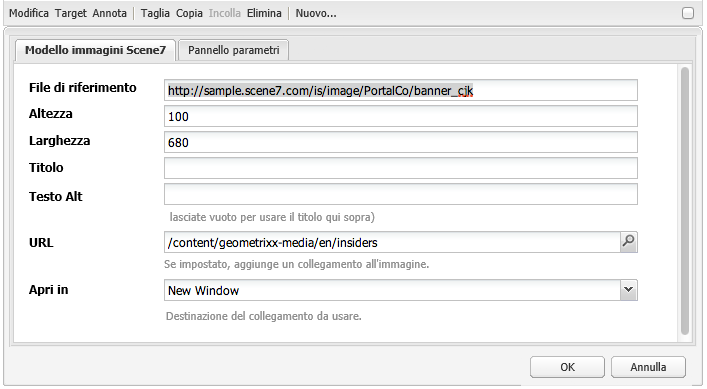 Modifica Target Annota Taglia Copia Incolla Elimina Nuovo...
Modello immagini Scene7 Pannello parametri
File di riferimento http://sample.scene7.com/is/image/PortalCo/banner_cjk
Altezza 100
Larghezza 680
Titolo
Testo Alt
lasciate vuoto per usare il titolo qui sopra)
URL /content/geometrixx-media/en/insiders
Se impostato, aggiunge un collegamento all'immagine.
Apri in New Window
Destinazione del collegamento da usare.
OK Annulla